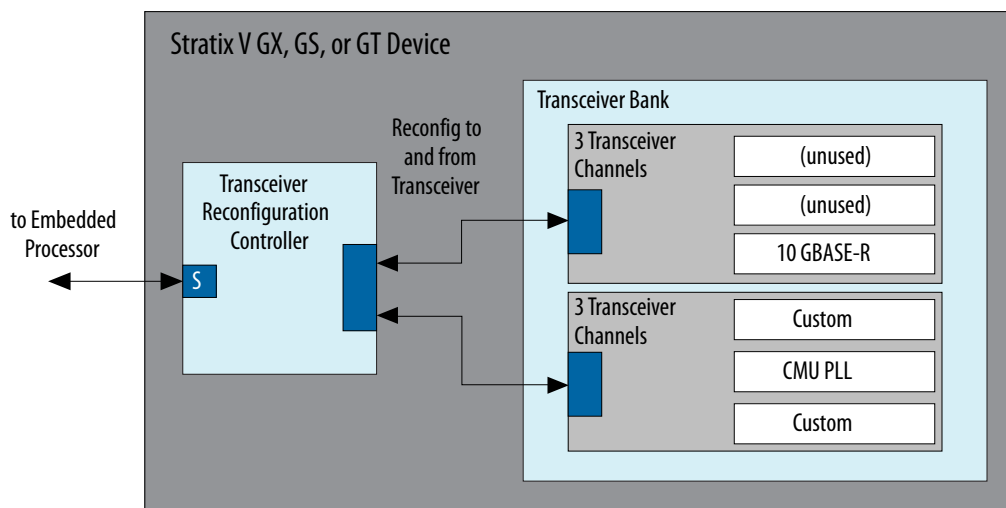 Stratix V GX, GS, or GT Device
to Embedded
Processor
Transceiver
Reconfiguration
Controller
S
Reconfig to
and from
Transceiver
Transceiver Bank
3 Transceiver
Channels
(unused)
(unused)
10 GBASE-R
3 Transceiver
Channels
Custom
CMU PLL
Custom